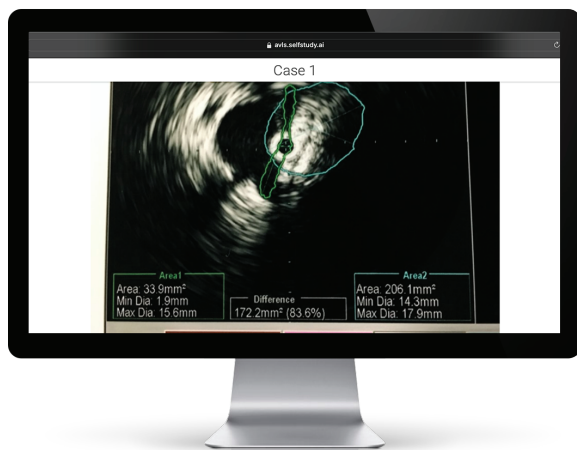 avls.selfstudy.ai
Case 1
Area1
Area: 33.9mm²
Min Dia: 1.9mm
Max Dia: 15.6mm
Difference
172.2mm² (83.6%)
Area2
Area: 206.1mm²
Min Dia: 14.3mm
Max Dia: 17.9mm